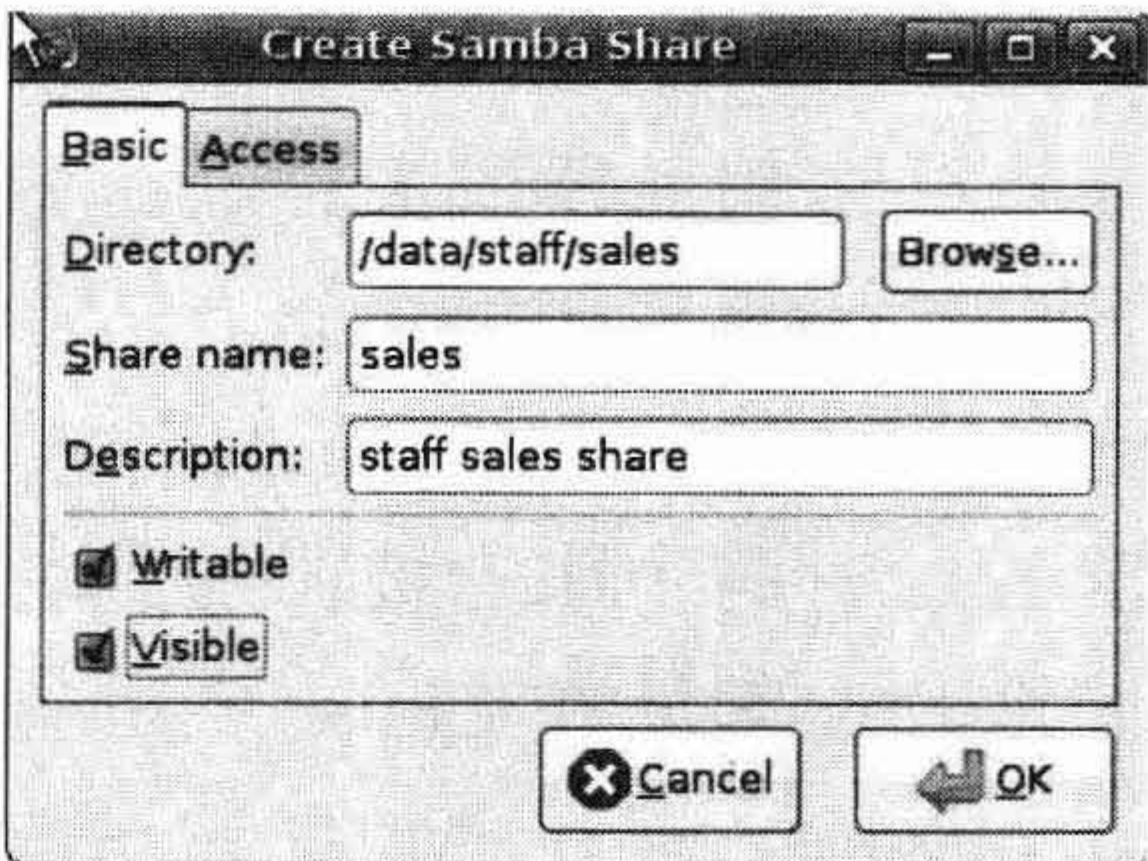 Create Samba Share
Basic Access
Directory: /data/staff/sales Browse...
Share name: sales
Description: staff sales share
Writable
Visible
Cancel OK